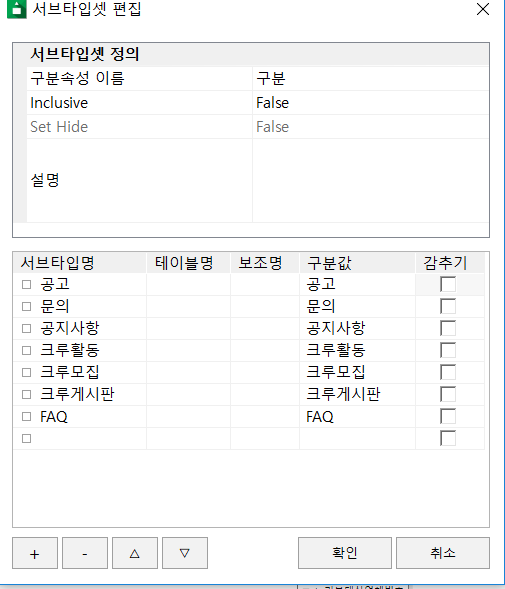 서브타입셋 편집
서브타입셋 정의
구분속성 이름 구분
Inclusive False
Set Hide False
설명
서브타입명 테이블명 보조명 구분값 감추기
공고 공고
문의 문의
공지사항 공지사항
크루활동 크루활동
크루모집 크루모집
크루게시판 크루게시판
FAQ FAQ
+ - △ ▽ 확인 취소